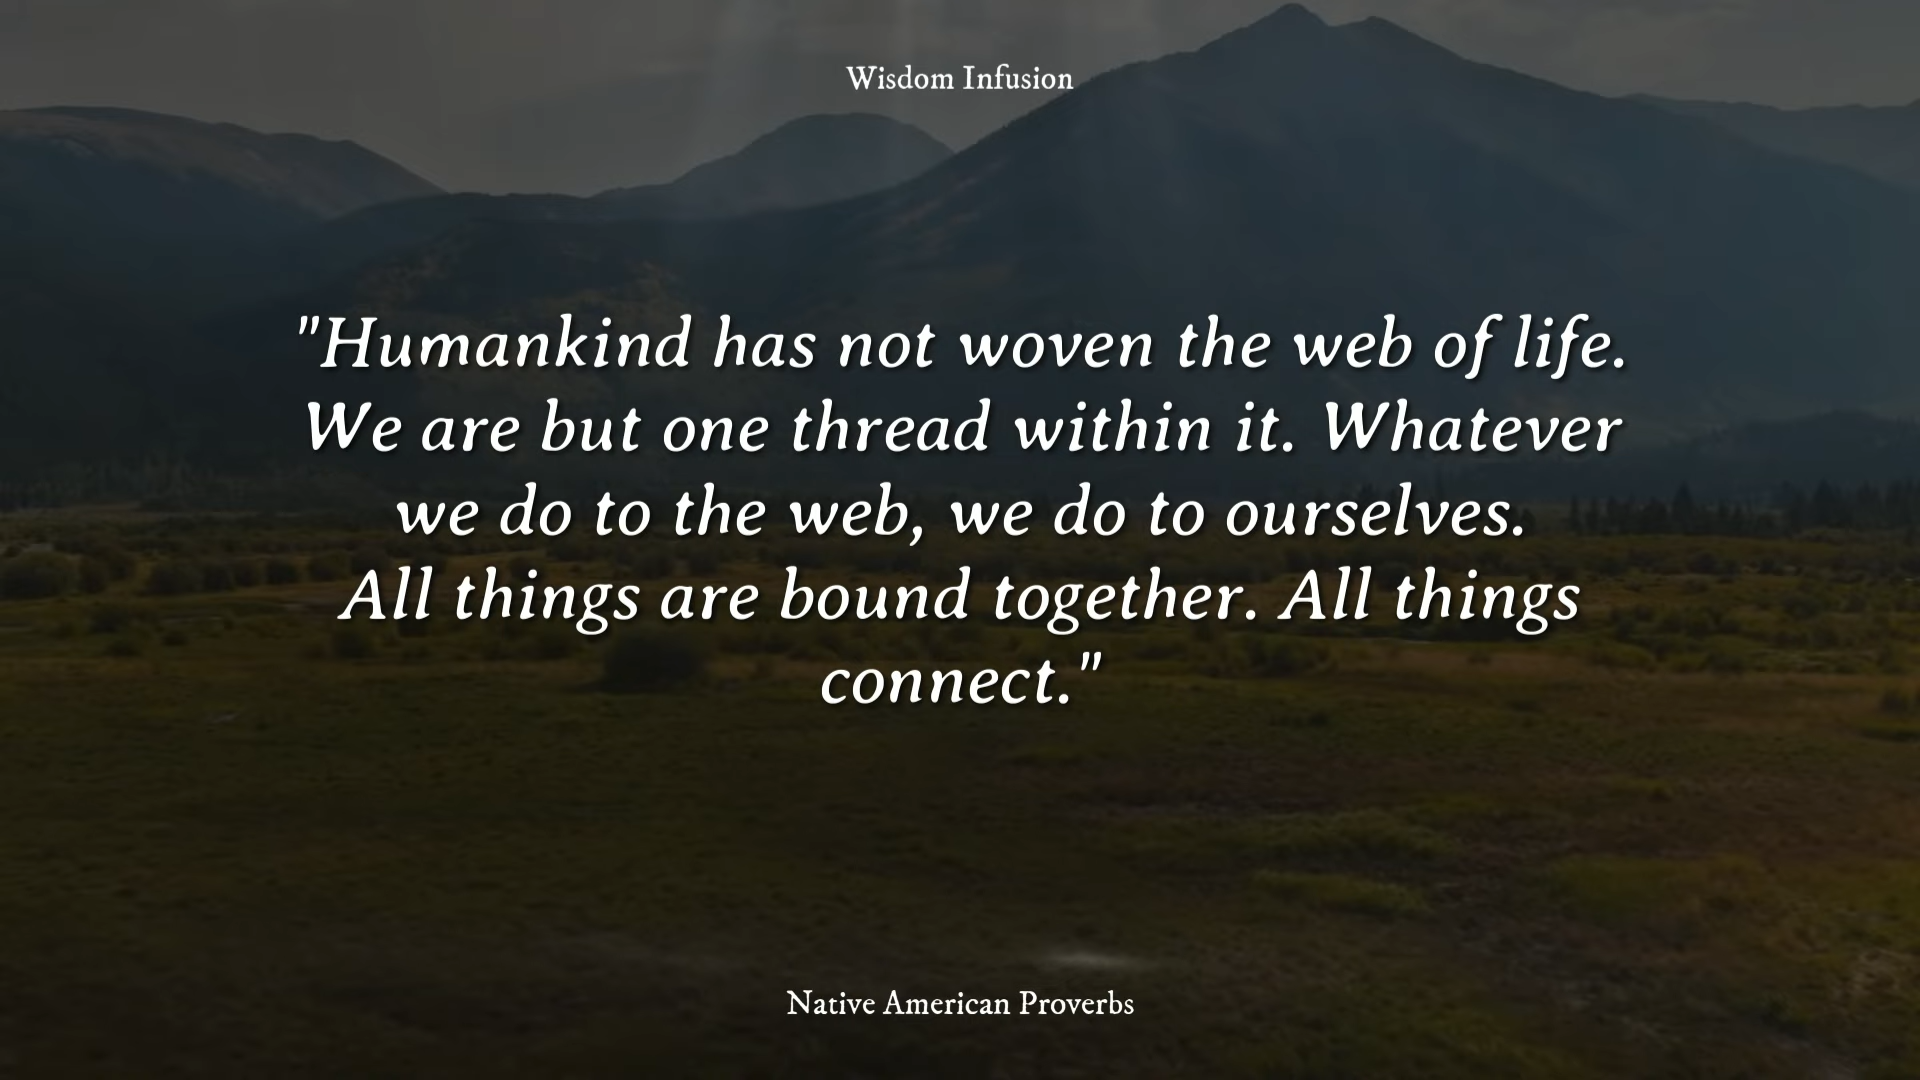 Wisdom Infusion
"Humankind has not woven the web of life.
We are but one thread within it. Whatever
we do to the web, we do to ourselves.
All things are bound together. All things
connect."
Native American Proverbs